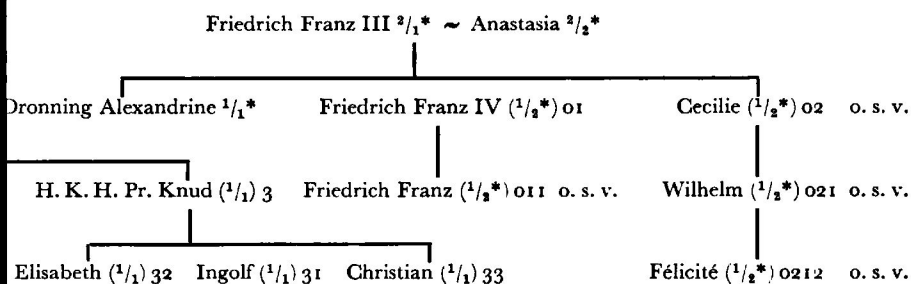 Friedrich Franz III ²/₁* ~ Anastasia ²/₂*
Dronning Alexandrine ¹/₁* Friedrich Franz IV (¹/₂*) 01 Cecilie (¹/₂*) 02 o. s. v.
H. K. H. Pr. Knud (¹/₁) 3 Friedrich Franz (¹/₂*) 011 o. s. v. Wilhelm (¹/₂*) 021 o. s. v.
Elisabeth (¹/₁) 32 Ingolf (¹/₁) 31 Christian (¹/₁) 33 Félicité (¹/₂*) 0212 o. s. v.